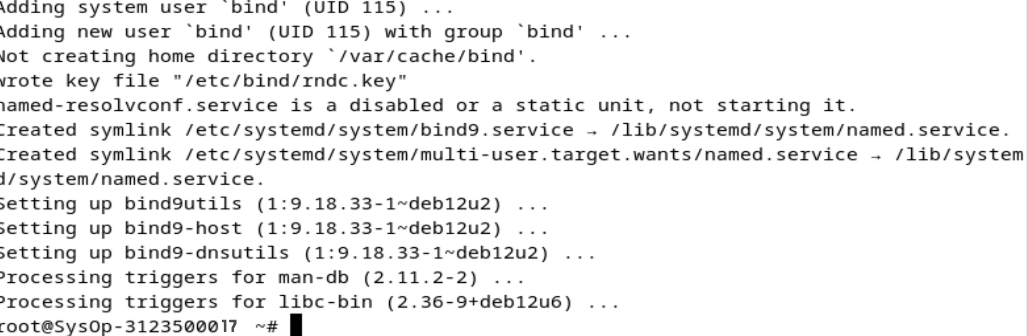 Adding system user `bind' (UID 115) ...
Adding new user `bind' (UID 115) with group `bind' ...
Not creating home directory `/var/cache/bind'.
wrote key file "/etc/bind/rndc.key"
named-resolvconf.service is a disabled or a static unit, not starting it.
Created symlink /etc/systemd/system/bind9.service → /lib/systemd/system/named.service.
Created symlink /etc/systemd/system/multi-user.target.wants/named.service → /lib/system
d/system/named.service.
Setting up bind9utils (1:9.18.33-1~deb12u2) ...
Setting up bind9-host (1:9.18.33-1~deb12u2) ...
Setting up bind9-dnsutils (1:9.18.33-1~deb12u2) ...
Processing triggers for man-db (2.11.2-2) ...
Processing triggers for libc-bin (2.36-9+deb12u6) ...
root@SysOp-3123500017 ~#